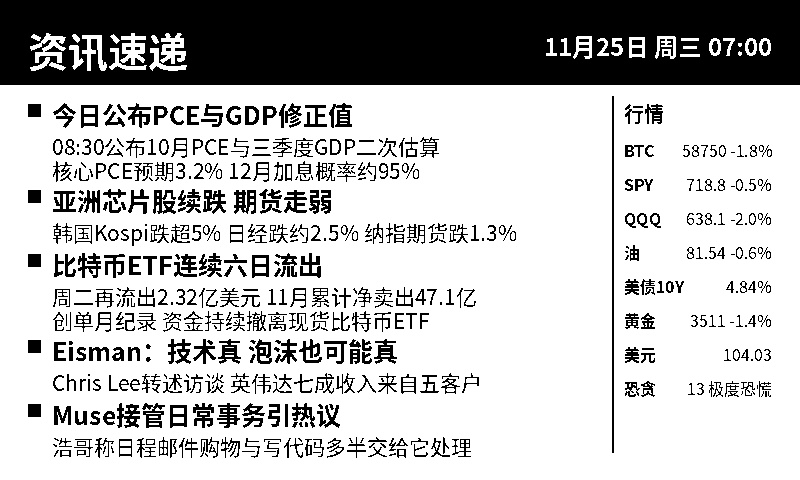 资讯速递
11月25日 周三 07:00
今日公布PCE与GDP修正值
08:30公布10月PCE与三季度GDP二次估算
核心PCE预期3.2% 12月加息概率约95%
亚洲芯片股续跌 期货走弱
韩国Kospi跌超5% 日经跌约2.5% 纳指期货跌1.3%
比特币ETF连续六日流出
周二再流出2.32亿美元 11月累计净卖出47.1亿
创单月纪录 资金持续撤离现货比特币ETF
Eisman：技术真 泡沫也可能真
Chris Lee转述访谈 英伟达七成收入来自五客户
Muse接管日常事务引热议
浩哥称日程邮件购物与写代码多半交给它处理
行情
BTC 58750 -1.8%
SPY 718.8 -0.5%
QQQ 638.1 -2.0%
油 81.54 -0.6%
美债10Y 4.84%
黄金 3511 -1.4%
美元 104.03
恐贪 13 极度恐慌